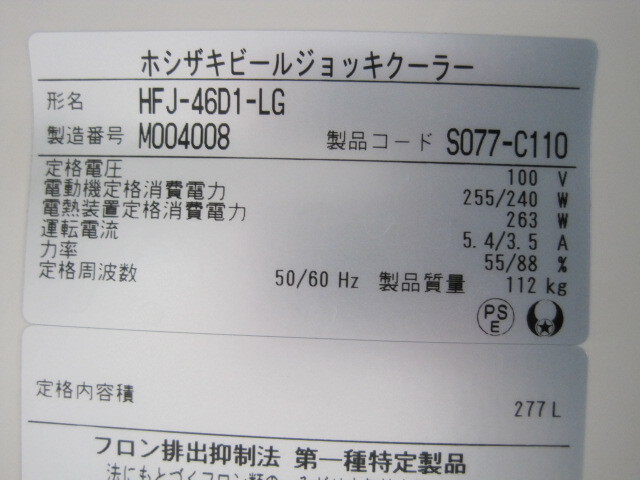 ホシザキビールジョッキクーラー
形名 HFJ-46D1-LG
製造番号 M004008 製品コード S077-C110
定格電圧 100 V
電動機定格消費電力 255/240 W
電熱装置定格消費電力 263 W
運転電流 5.4/3.5 A
力率 55/88 %
定格周波数 50/60 Hz 製品質量 112 kg
PS
E
定格内容積 277 L
フロン排出抑制法 第一種特定製品